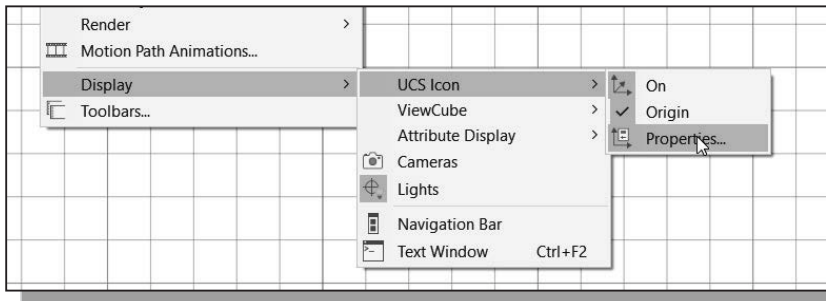 Render
Motion Path Animations...
Display
Toolbars...
UCS Icon
ViewCube
Attribute Display
Cameras
Lights
Navigation Bar
Text Window Ctrl+F2
On
Origin
Properties...